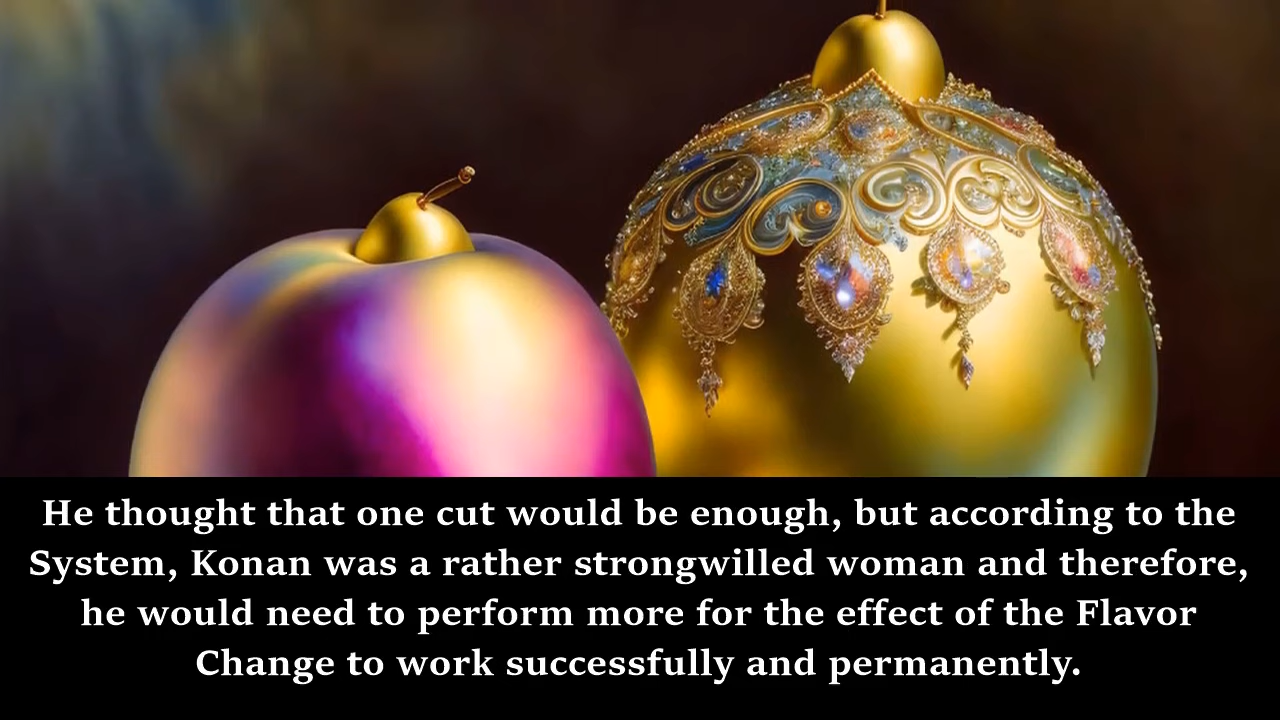 He thought that one cut would be enough, but according to the
System, Konan was a rather strongwilled woman and therefore,
he would need to perform more for the effect of the Flavor
Change to work successfully and permanently.